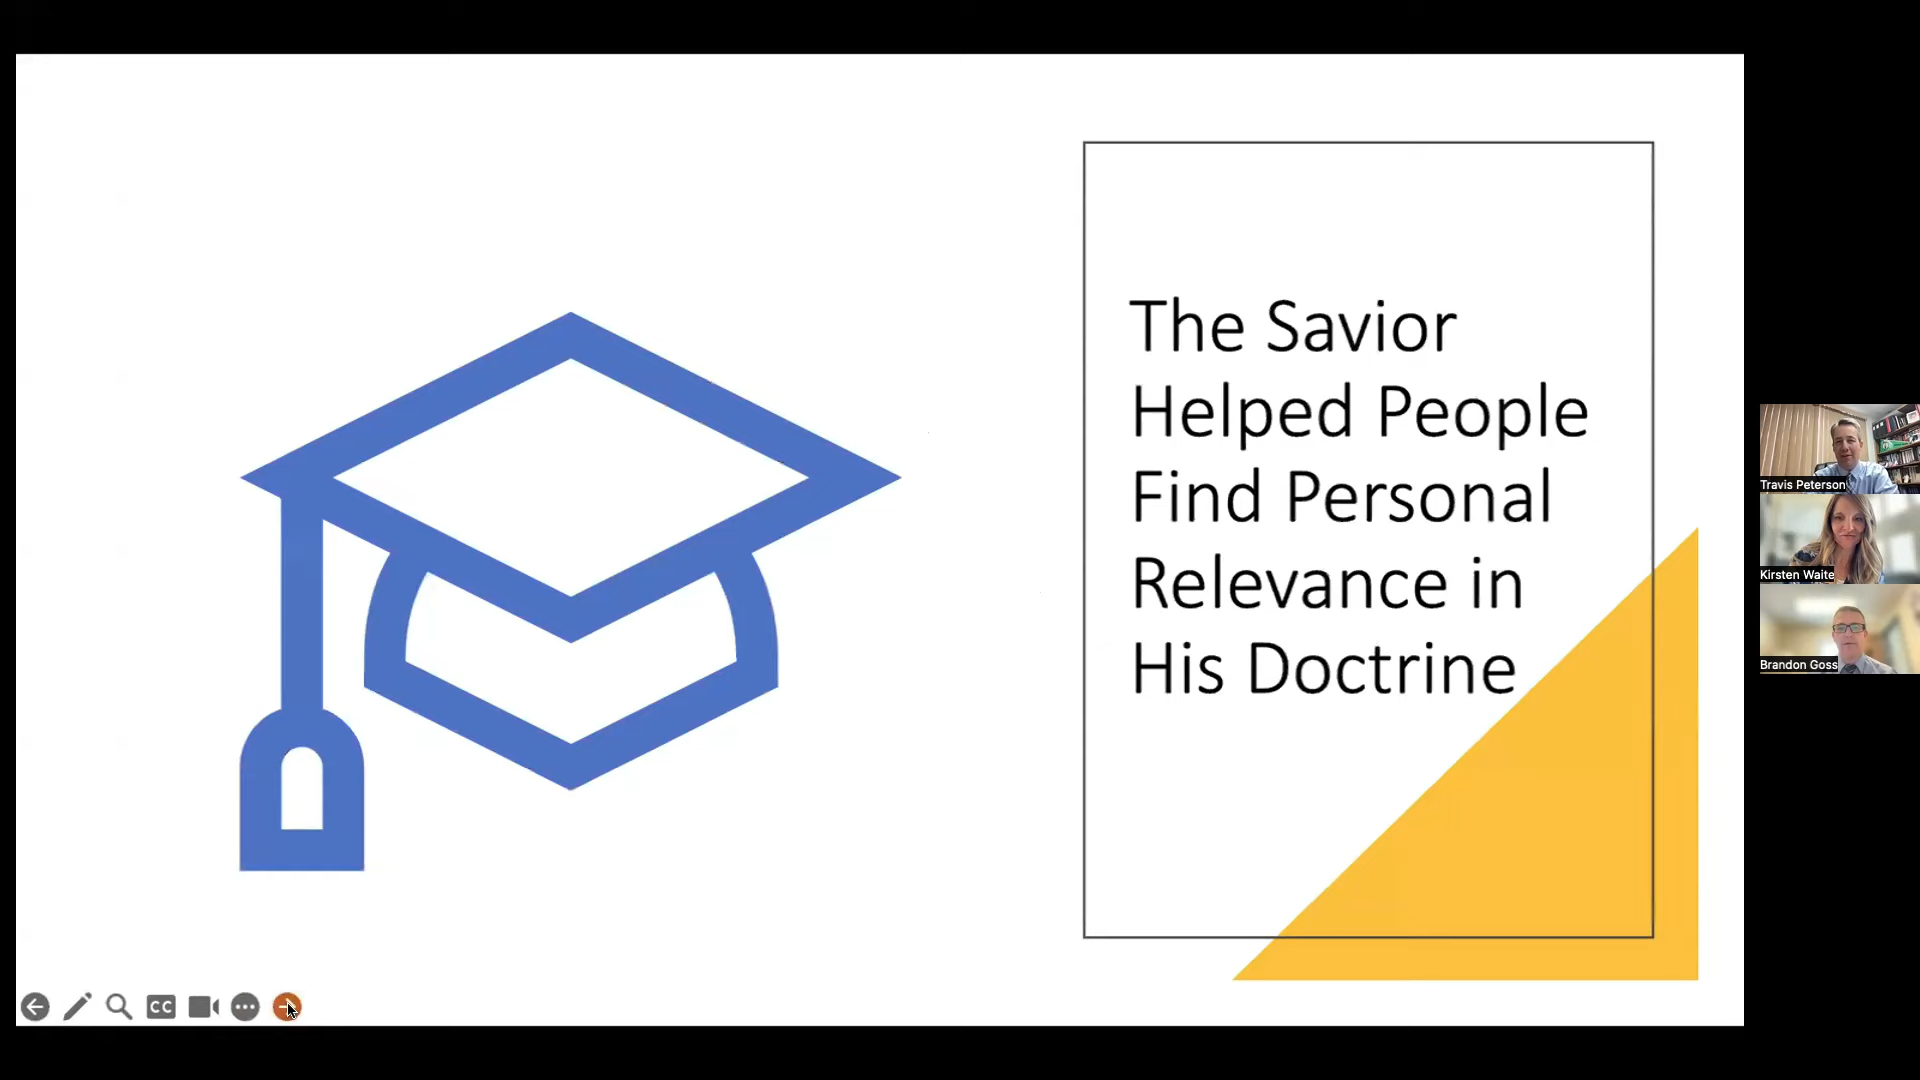 The Savior
Helped People
Find Personal
Relevance in
His Doctrine
Travis Peterson
Kirsten Waite
Brandon Goss
CC